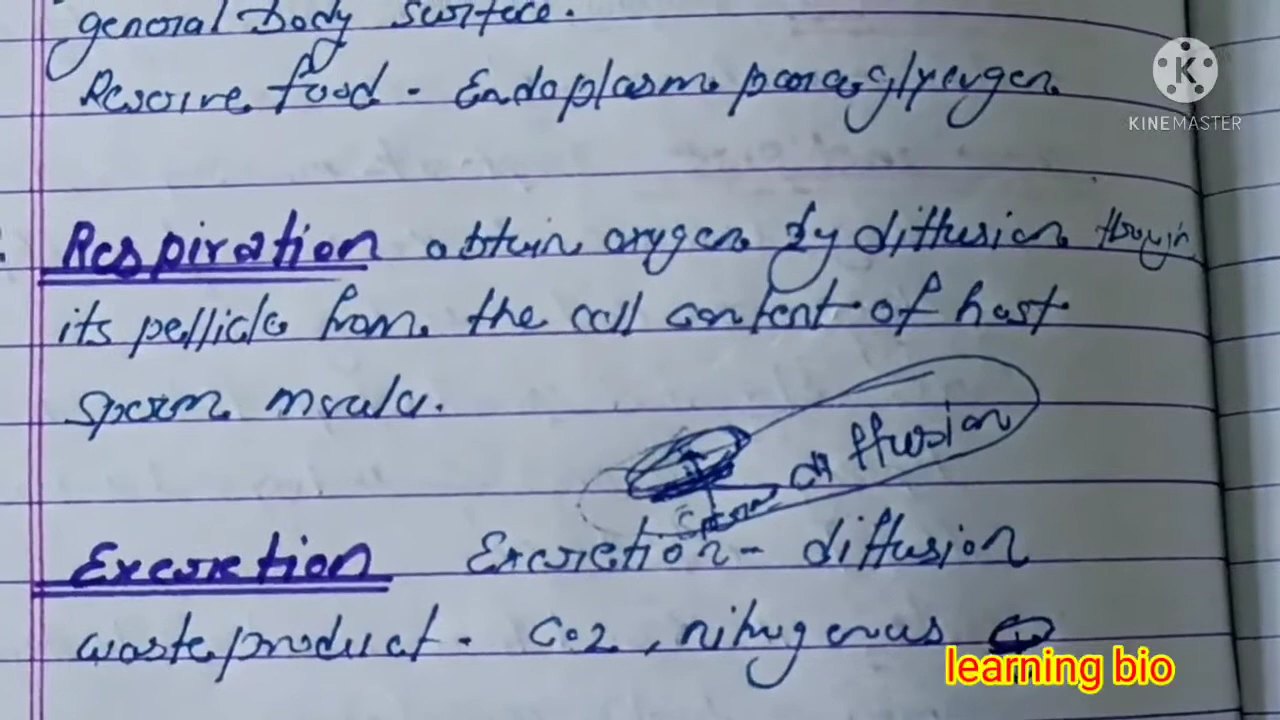 general body surface.
Reserve food - Endoplasm paraglycogen
KINEMASTER
Respiration obtain oxygen by diffusion through
its pellicle from the cell content of host
sperm morula.
diffusion
Excretion Excretion - diffusion
waste product - CO2, nitrogenous
learning bio